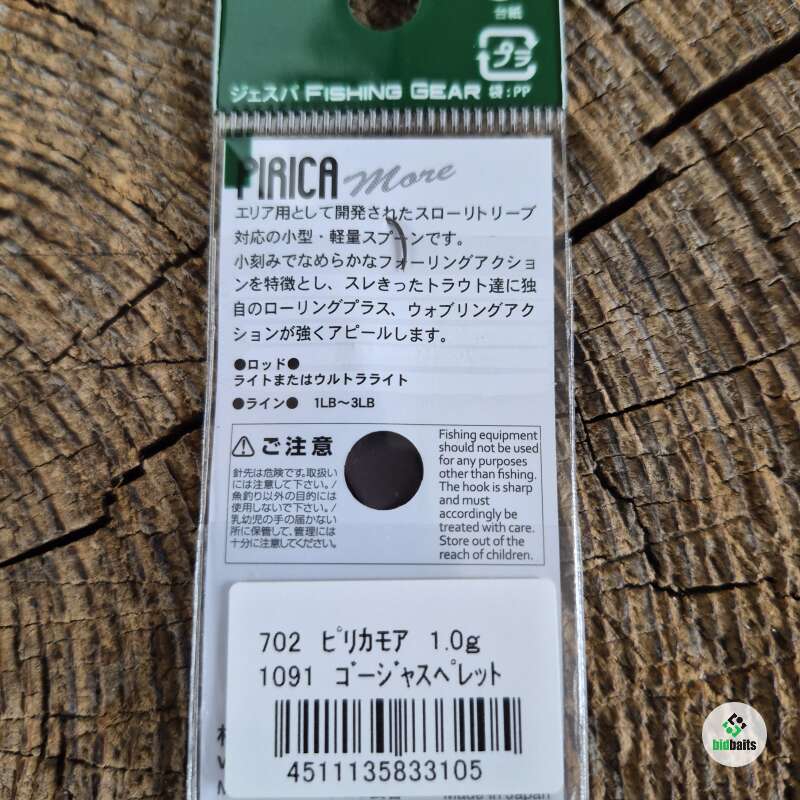 台紙
プラ
ジェスパ FISHING GEAR 袋:PP
PIRICA More
エリア用として開発されたスローリトリーブ
対応の小型・軽量スプーンです。
小刻みでなめらかなフォーリングアクショ
ンを特徴とし、スレきったトラウト達に独
自のローリングプラス、ウォブリングアク
ションが強くアピールします。
●ロッド●
ライトまたはウルトラライト
●ライン● 1LB〜3LB
ご注意
針先は危険です。取扱い
には注意して下さい。/
魚釣り以外の目的には
使用しないで下さい。/
乳幼児の手の届かない
所に保管して、管理には
十分に注意してください。
Fishing equipment
should not be used
for any purposes
other than fishing.
The hook is sharp
and must
accordingly be
treated with care.
Store out of the
reach of children.
702 ﾋﾟﾘｶﾓｱ 1.0g
1091 ｺﾞｰｼﾞｬｽﾍﾟﾚｯﾄ
4511135833105
Made in Japan
bidbaits